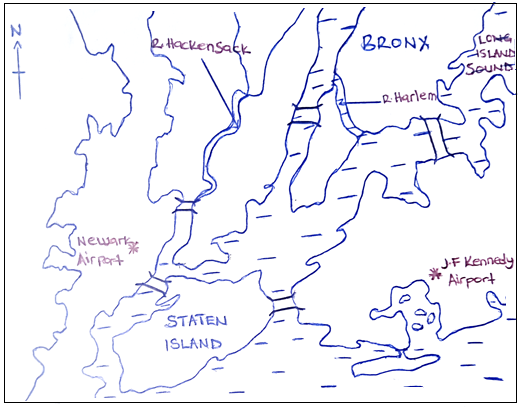 N
R. Hackensack
BRONX
LONG
ISLAND
SOUND
R. Harlem
Newark
Airport
J.F Kennedy
Airport
STATEN
ISLAND